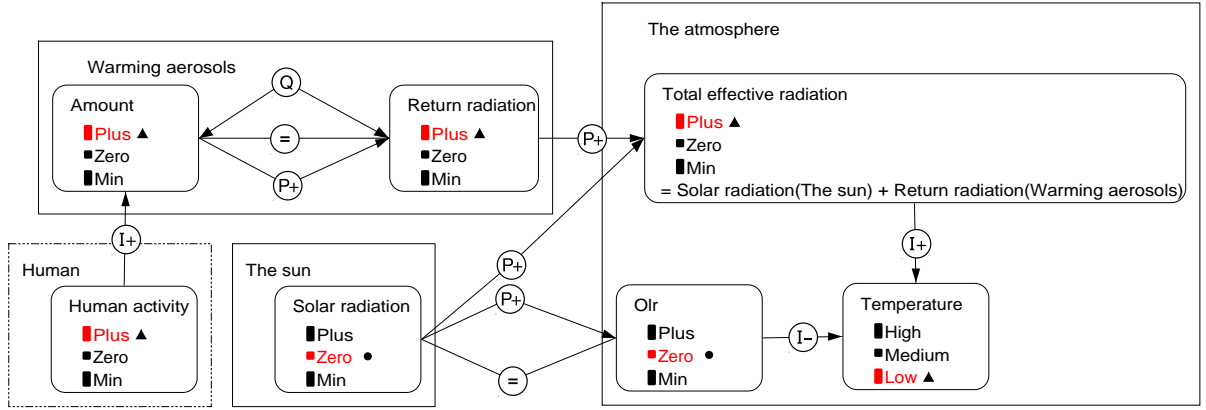 The atmosphere
Warming aerosols
Q
Amount
Plus
Zero
Min
=
P+
Return radiation
Plus
Zero
Min
P+
Total effective radiation
Plus
Zero
Min
= Solar radiation(The sun) + Return radiation(Warming aerosols)
I+
I+
Human
Human activity
Plus
Zero
Min
The sun
Solar radiation
Plus
Zero
Min
P+
P+
=
Olr
Plus
Zero
Min
I-
Temperature
High
Medium
Low